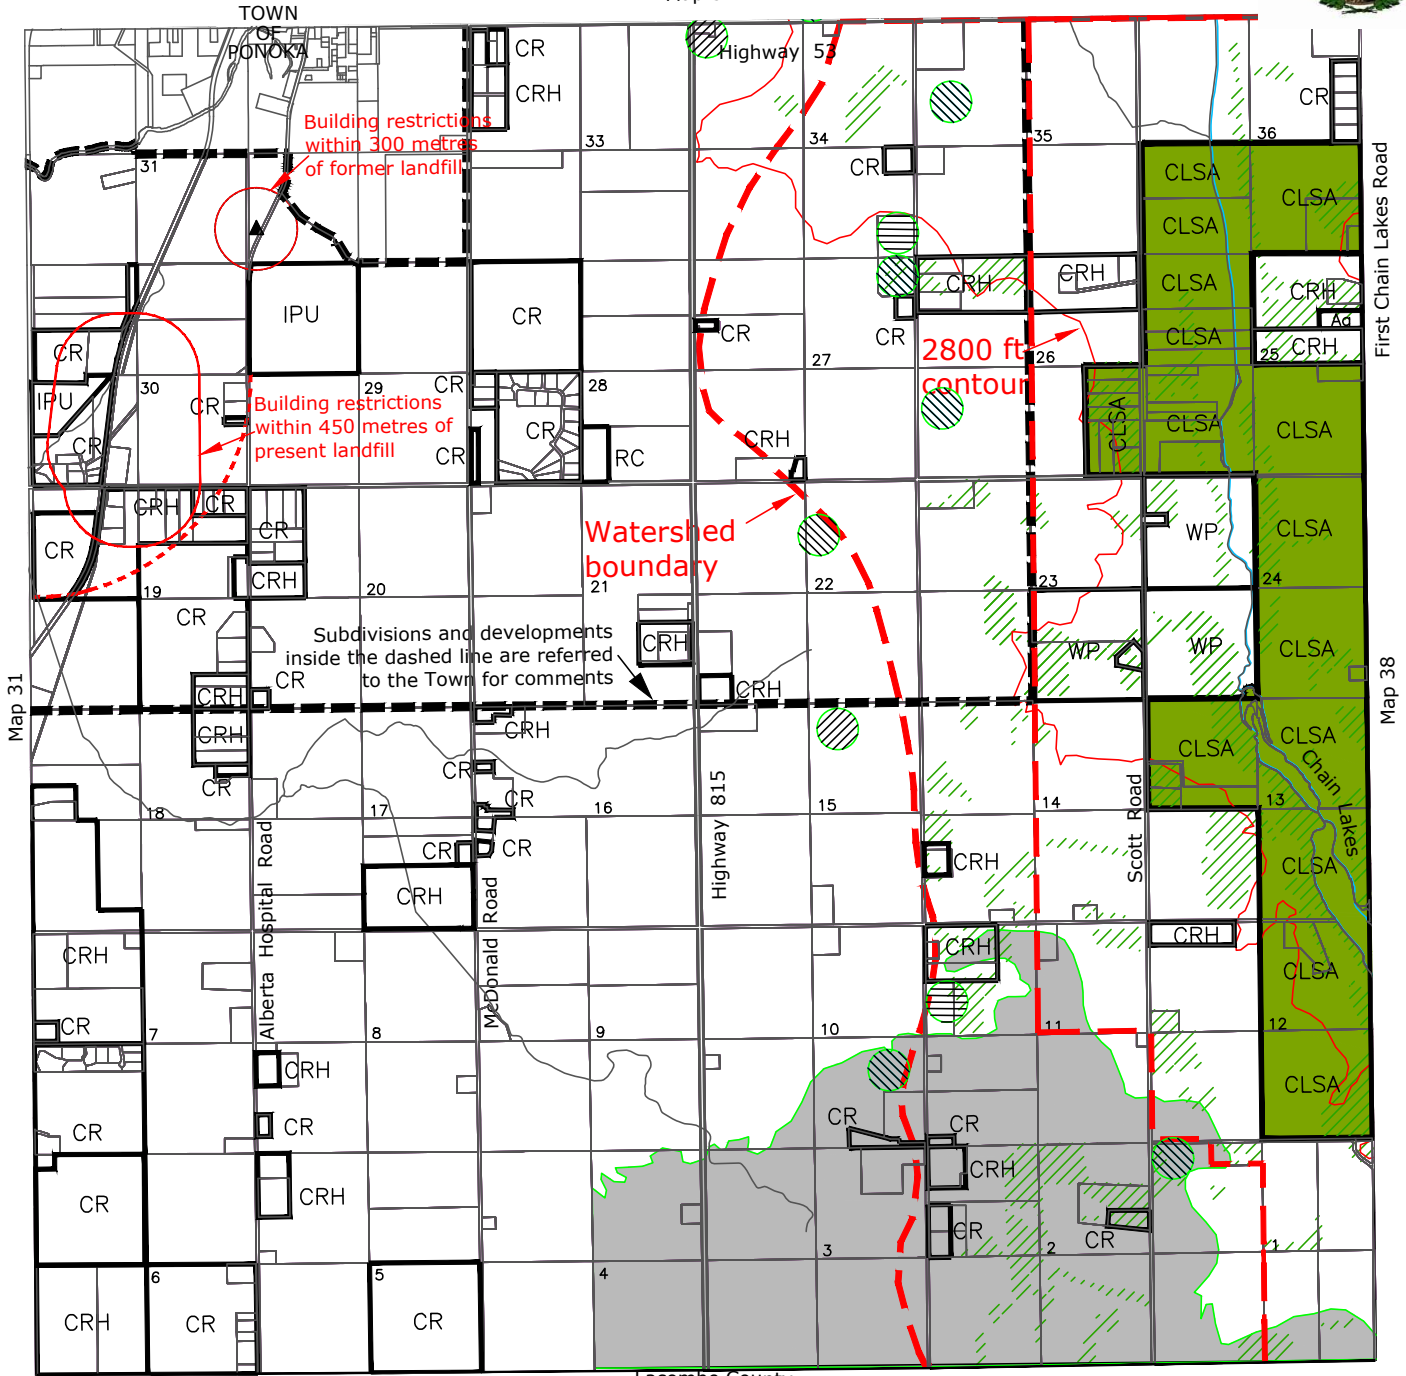 TOWN
OF
PONOKA
Highway 53
CR
CRH
33
34
35
36
CR
Building restrictions
within 300 metres
of former landfill
31
CR
CLSA
CLSA
CLSA
First Chain Lakes Road
IPU
CR
CRH
CRH
CLSA
CRH
Ag
CR
CR
CR
CLSA
CRH
25
2800 ft
contour
26
27
28
29
30
CR
IPU
CR
CR
Building restrictions
within 450 metres of
present landfill
CR
CR
CR
RC
CRH
CLSA
CLSA
CLSA
CRH
CR
CR
CR
CRH
Watershed
boundary
WP
CLSA
19
20
21
22
23
24
CR
Subdivisions and developments
inside the dashed line are referred
to the Town for comments
CRH
WP
WP
CLSA
CR
CRH
CRH
Map 31
Map 38
CRH
CRH
CLSA
CLSA
Chain Lakes
CR
CR
CR
18
17
16
15
14
13
Alberta Hospital Road
McDonald Road
Highway 815
Scott Road
CR
CR
CRH
CRH
CLSA
CRH
CRH
CRH
CLSA
CR
7
8
9
10
11
12
CRH
CLSA
CR
CR
CR
CR
CR
CRH
CRH
CR
CR
6
5
4
3
2
1
CRH
CR
CR